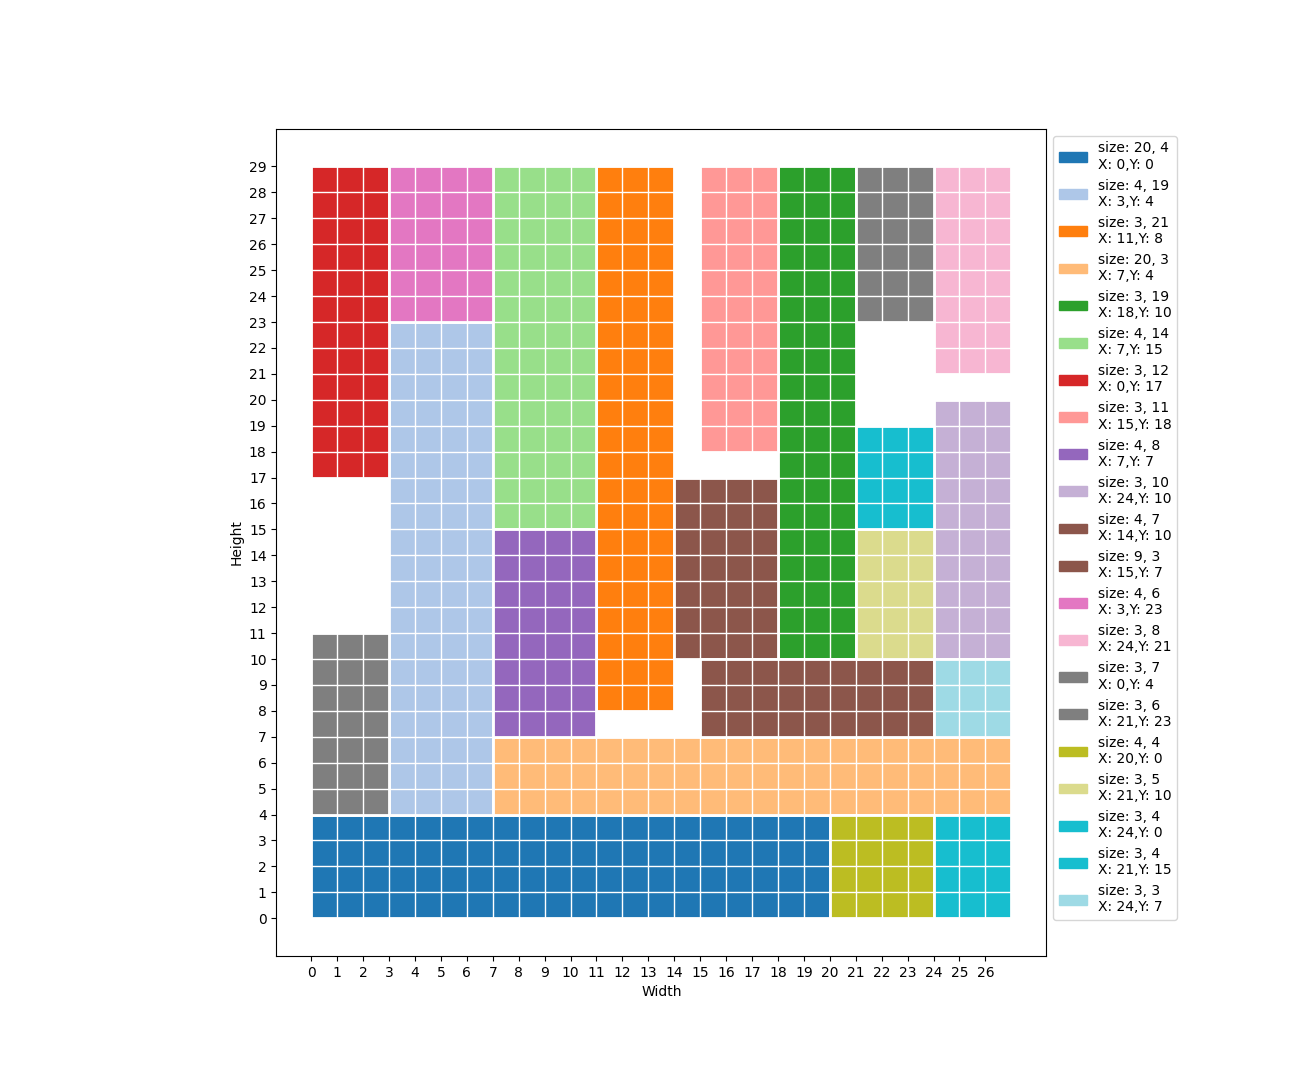 29
28
27
26
25
24
23
22
21
20
19
18
17
16
15
14
13
12
11
10
9
8
7
6
5
4
3
2
1
0
Height
0 1 2 3 4 5 6 7 8 9 10 11 12 13 14 15 16 17 18 19 20 21 22 23 24 25 26
Width
size: 20, 4
X: 0,Y: 0
size: 4, 19
X: 3,Y: 4
size: 3, 21
X: 11,Y: 8
size: 20, 3
X: 7,Y: 4
size: 3, 19
X: 18,Y: 10
size: 4, 14
X: 7,Y: 15
size: 3, 12
X: 0,Y: 17
size: 3, 11
X: 15,Y: 18
size: 4, 8
X: 7,Y: 7
size: 3, 10
X: 24,Y: 10
size: 4, 7
X: 14,Y: 10
size: 9, 3
X: 15,Y: 7
size: 4, 6
X: 3,Y: 23
size: 3, 8
X: 24,Y: 21
size: 3, 7
X: 0,Y: 4
size: 3, 6
X: 21,Y: 23
size: 4, 4
X: 20,Y: 0
size: 3, 5
X: 21,Y: 10
size: 3, 4
X: 24,Y: 0
size: 3, 4
X: 21,Y: 15
size: 3, 3
X: 24,Y: 7